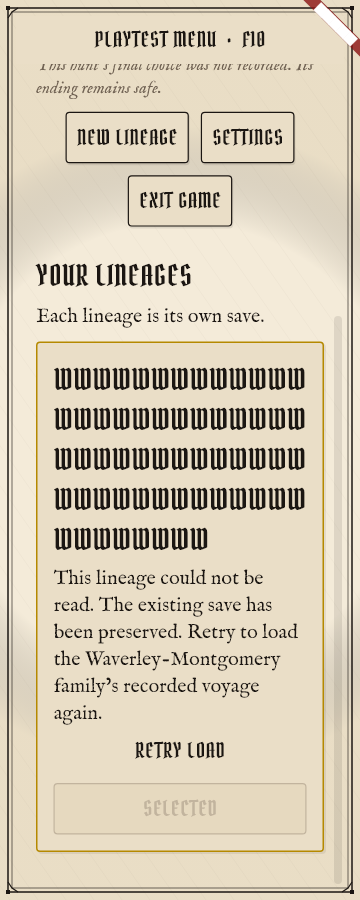 PLAYTEST MENU · F10
This hunt's final choice was not recorded. Its
ending remains safe.
NEW LINEAGE
SETTINGS
EXIT GAME
YOUR LINEAGES
Each lineage is its own save.
WWWWWWWWWWWWW
WWWWWWWWWWWWW
WWWWWWWWWWWWW
WWWWWWWWWWWWW
WWWWWWWW
This lineage could not be
read. The existing save has
been preserved. Retry to load
the Waverley-Montgomery
family's recorded voyage
again.
RETRY LOAD
SELECTED